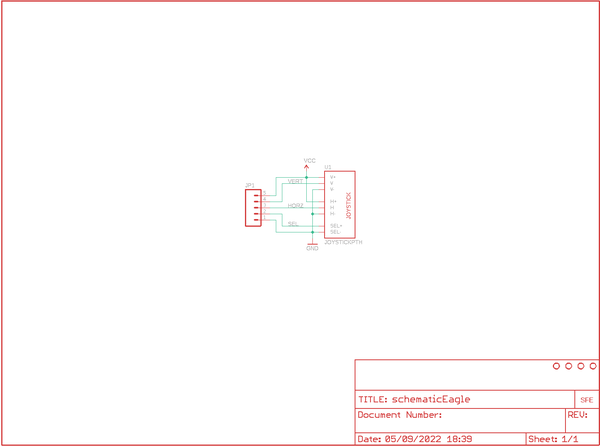 VCC
U1
V+
VERT
V
V-
JP1
H+
HORZ
H
H-
JOYSTICK
SEL
SEL+
SEL
GND
JOYSTICKPTH
TITLE: schematicEagle
SFE
Document Number:
REV:
Date: 05/09/2022 18:39
Sheet: 1/1